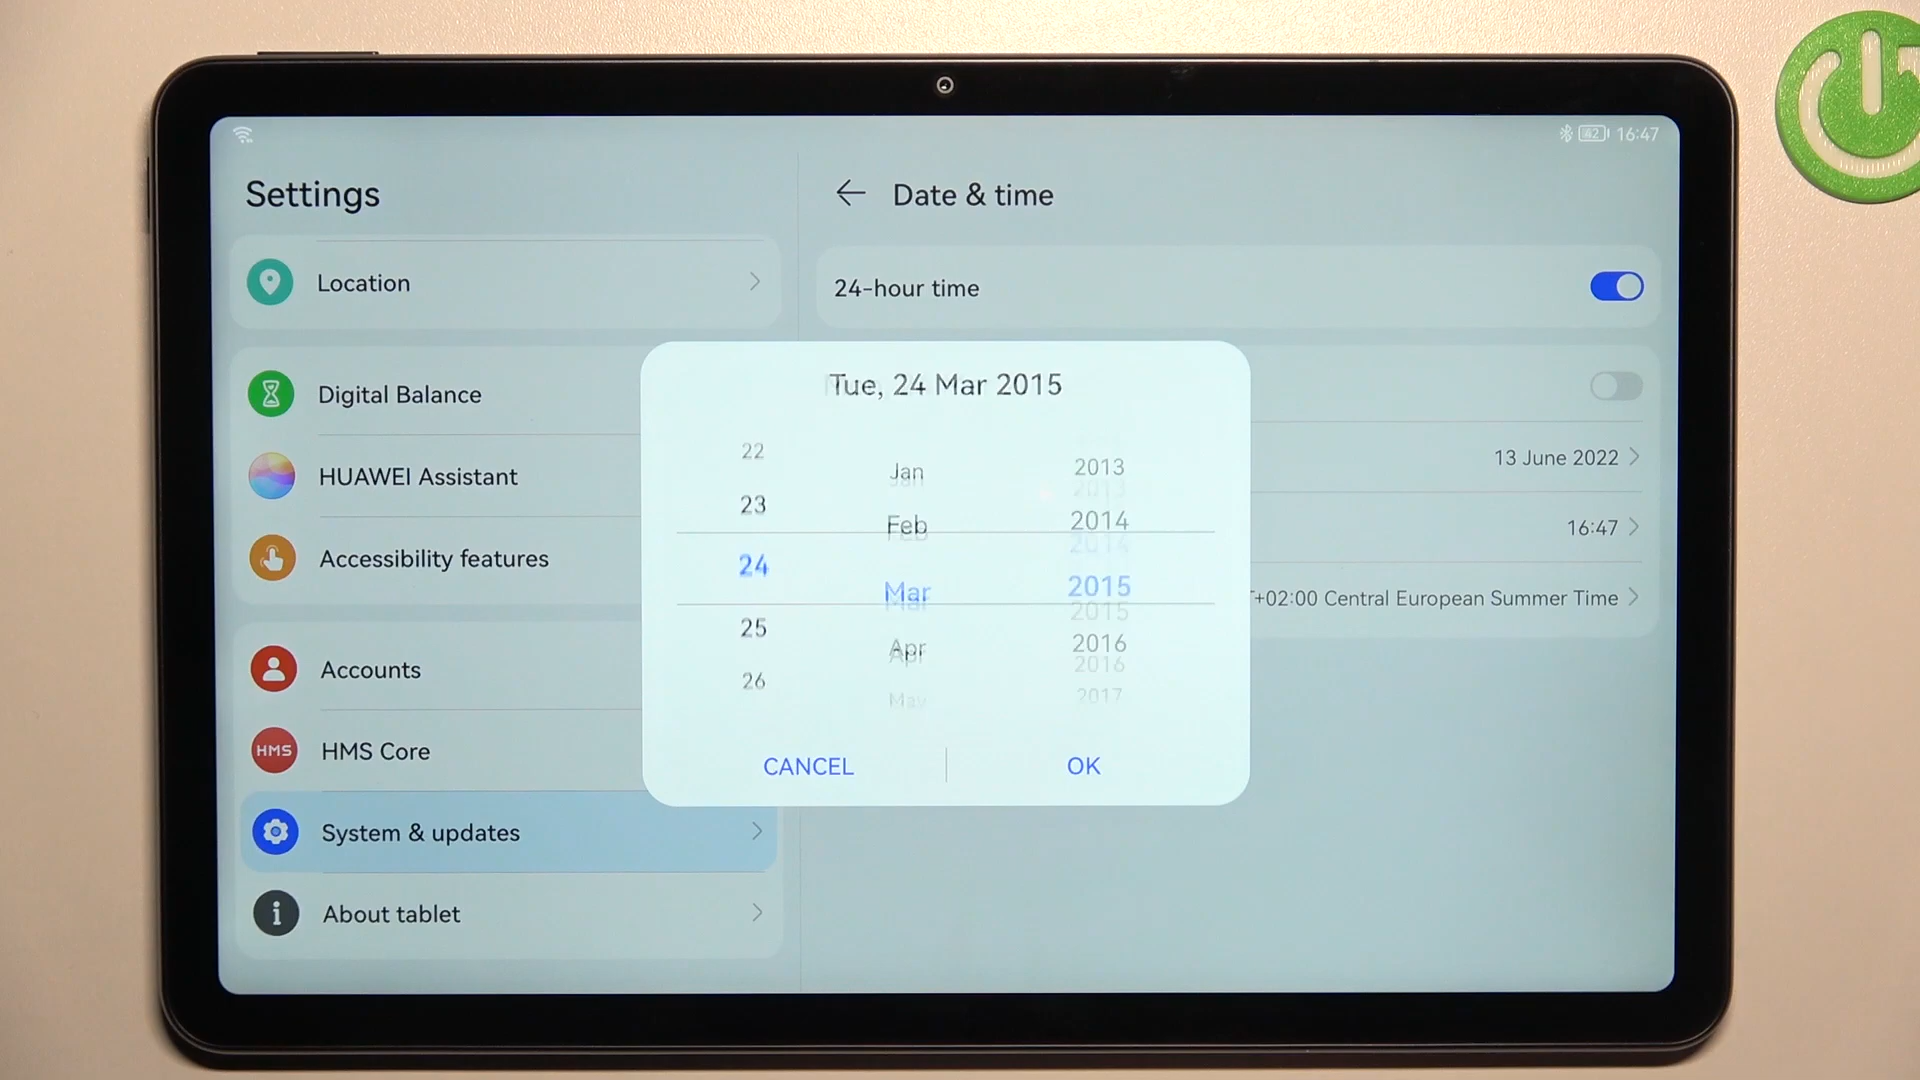 42 16:47
Settings
Date & time
Location
24-hour time
Digital Balance
Tue, 24 Mar 2015
22 Jan 2013
13 June 2022
HUAWEI Assistant
23 Feb 2014
16:47
Accessibility features
24 Mar 2015
+02:00 Central European Summer Time
25 Apr 2016
Accounts
26 May 2017
HMS HMS Core
CANCEL OK
System & updates
About tablet